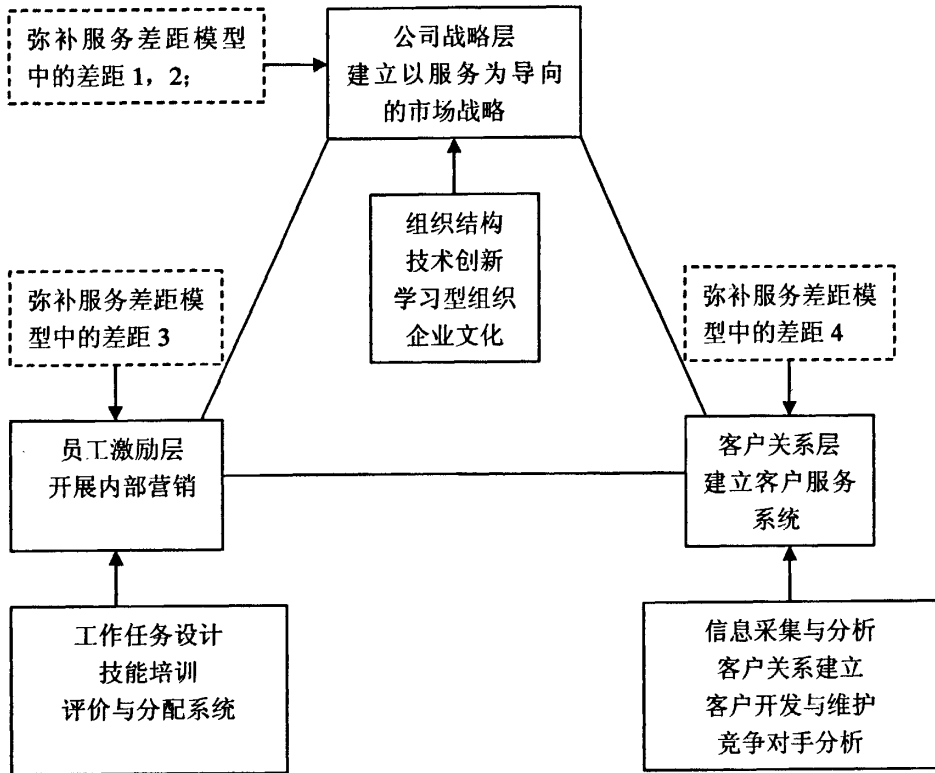 弥补服务差距模型
中的差距 1，2；
公司战略层
建立以服务为导向
的市场战略
组织结构
技术创新
学习型组织
企业文化
弥补服务差距模
型中的差距 3
弥补服务差距模
型中的差距 4
员工激励层
开展内部营销
客户关系层
建立客户服务
系统
工作任务设计
技能培训
评价与分配系统
信息采集与分析
客户关系建立
客户开发与维护
竞争对手分析